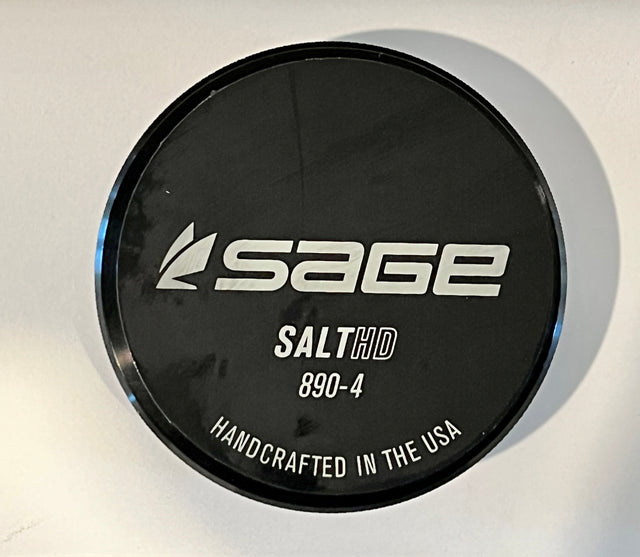 SAGE
SALTHD
890-4
HANDCRAFTED IN THE USA